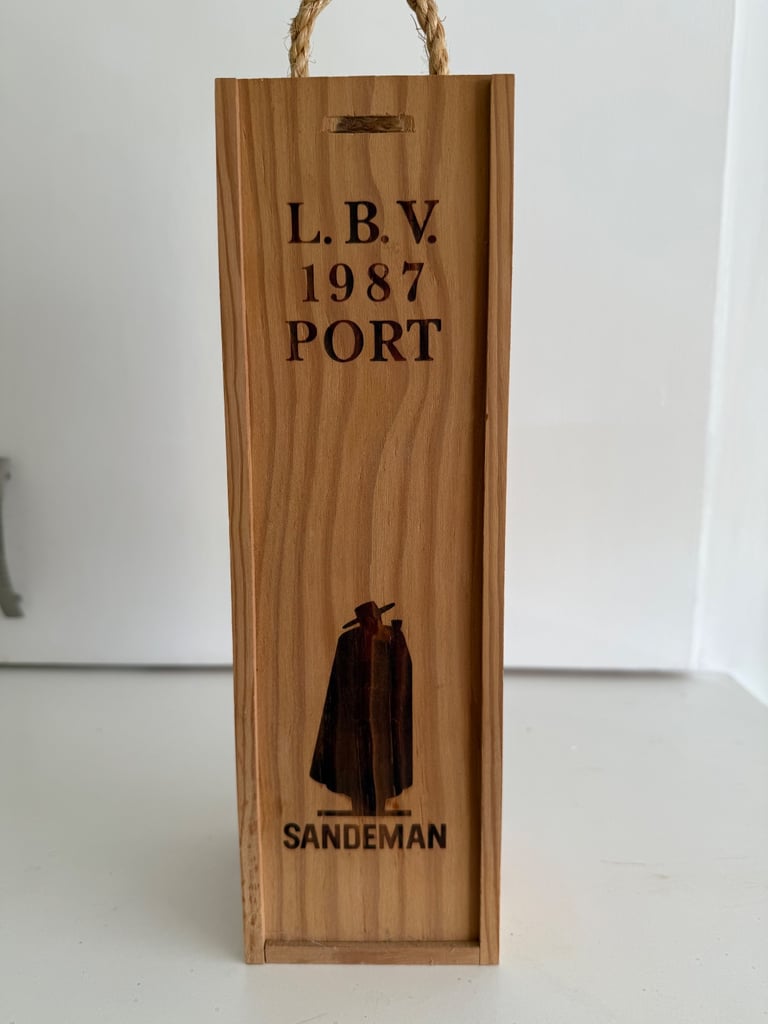 L. B. V.
1987
PORT
SANDEMAN